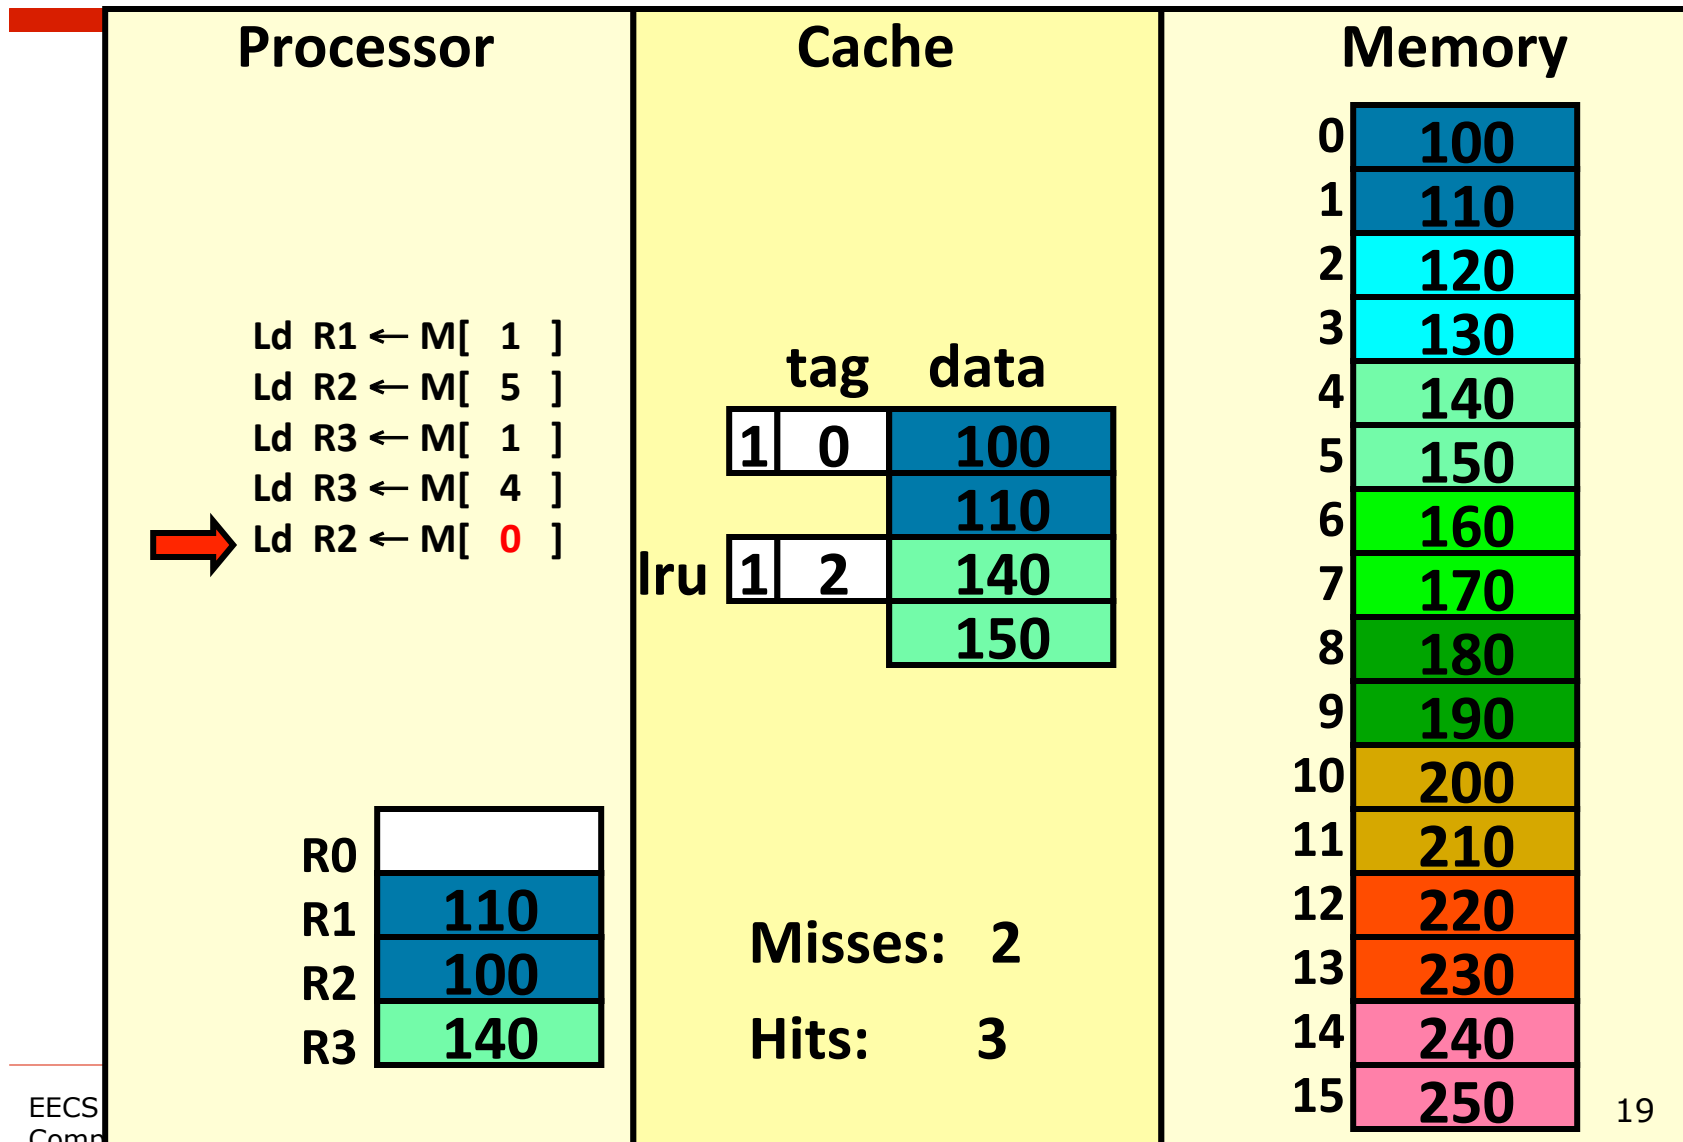 Processor
Ld R1 ← M[ 1 ]
Ld R2 ← M[ 5 ]
Ld R3 ← M[ 1 ]
Ld R3 ← M[ 4 ]
Ld R2 ← M[ 0 ]
R0
R1 110
R2 100
R3 140
Cache
tag data
1 0 100
110
lru 1 2 140
150
Misses: 2
Hits: 3
Memory
0 100
1 110
2 120
3 130
4 140
5 150
6 160
7 170
8 180
9 190
10 200
11 210
12 220
13 230
14 240
15 250
EECS
Comp
19